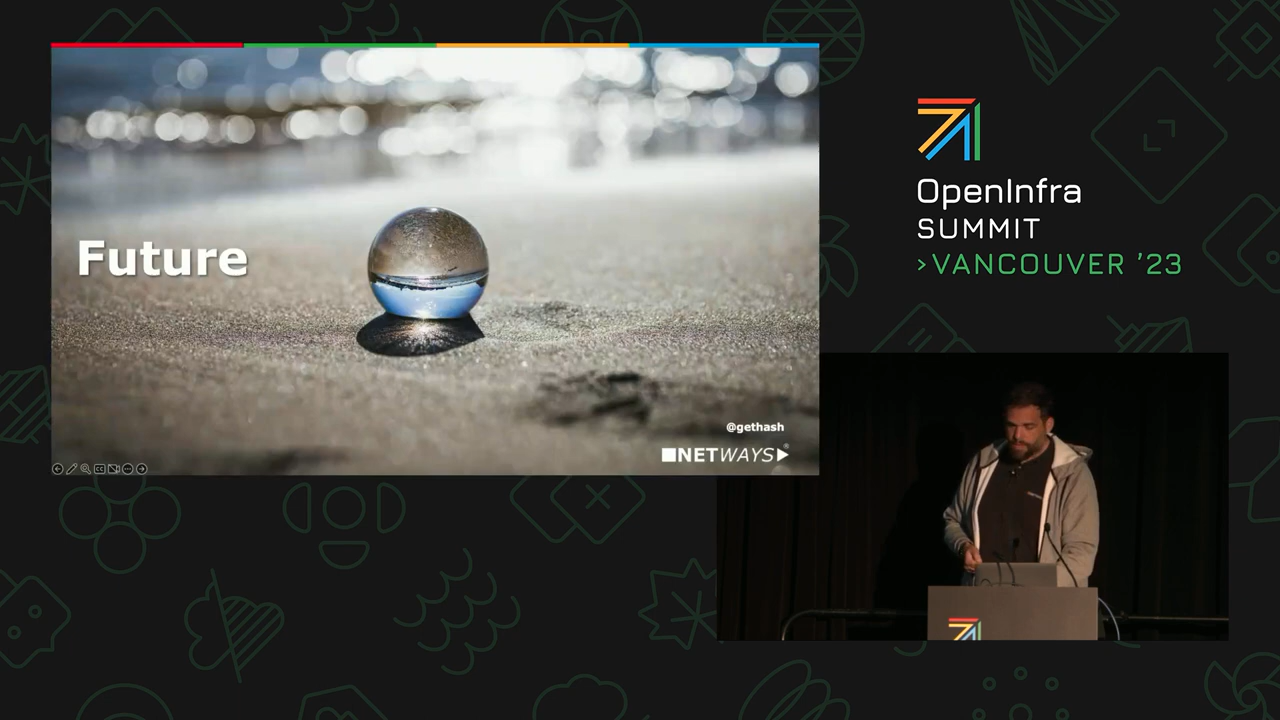 Future
@gethash
NETWAYS®
OpenInfra
SUMMIT
>VANCOUVER ’23